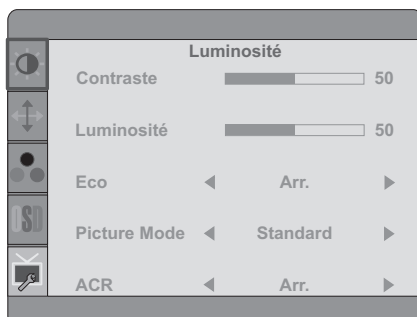 Luminosité
Contraste 50
Luminosité 50
Eco Arr.
OSD
Picture Mode Standard
ACR Arr.